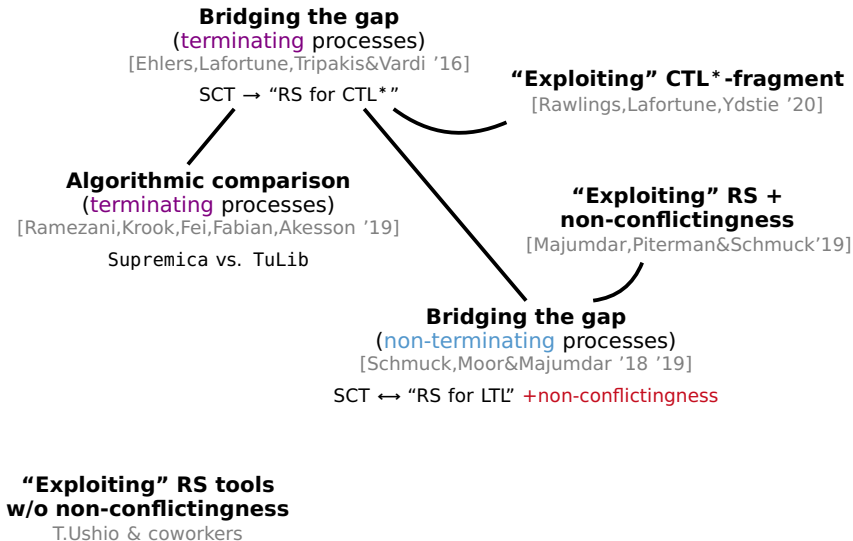 Bridging the gap
(terminating processes)
[Ehlers,Lafortune,Tripakis&Vardi ’16]
SCT → “RS for CTL*”
“Exploiting” CTL*-fragment
[Rawlings,Lafortune,Ydstie ’20]
Algorithmic comparison
(terminating processes)
[Ramezani,Krook,Fei,Fabian,Akesson ’19]
Supremica vs. TuLib
“Exploiting” RS +
non-conflictingness
[Majumdar,Piterman&Schmuck’19]
Bridging the gap
(non-terminating processes)
[Schmuck,Moor&Majumdar ’18 ’19]
SCT ↔ “RS for LTL” +non-conflictingness
“Exploiting” RS tools
w/o non-conflictingness
T.Ushio & coworkers